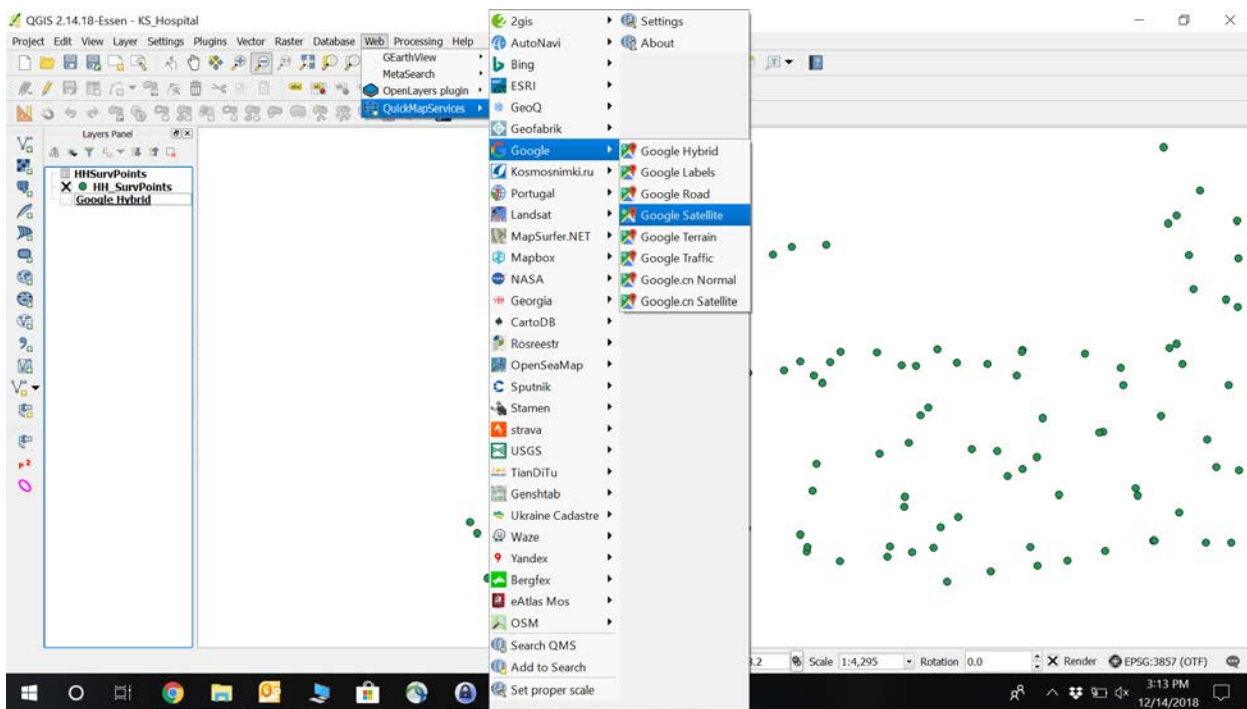 QGIS 2.14.18-Essen - KS_Hospital
Project Edit View Layer Settings Plugins Vector Raster Database Web Processing Help
GEarthView
MetaSearch
OpenLayers plugin
QuickMapServices
2gis
AutoNavi
Bing
ESRI
GeoQ
Geofabrik
Google
Kosmosnimki.ru
Portugal
Landsat
MapSurfer.NET
Mapbox
NASA
Georgia
CartoDB
Rosreestr
OpenSeaMap
Sputnik
Stamen
strava
USGS
TianDiTu
Genshtab
Ukraine Cadastre
Waze
Yandex
Bergfex
eAtlas Mos
OSM
Search QMS
Add to Search
Set proper scale
Settings
About
Google Hybrid
Google Labels
Google Road
Google Satellite
Google Terrain
Google Traffic
Google.cn Normal
Google.cn Satellite
Layers Panel
HHSurvPoints
HH_SurvPoints
Google Hybrid
3.2 Scale 1:4,295 Rotation 0.0 Render EPSG:3857 (OTF)
3:13 PM
12/14/2018